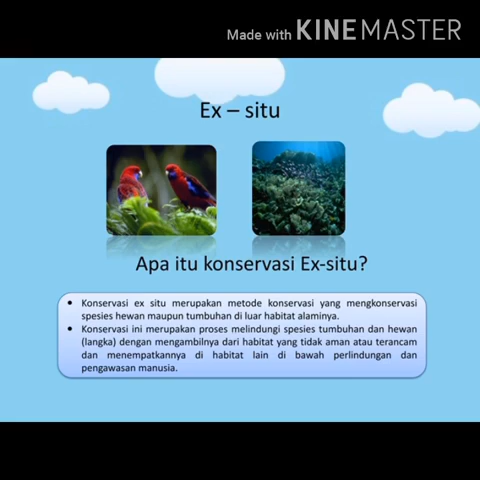 Made with KINEMASTER
Ex – situ
Apa itu konservasi Ex-situ?
• Konservasi ex situ merupakan metode konservasi yang mengkonservasi
spesies hewan maupun tumbuhan di luar habitat alaminya.
• Konservasi ini merupakan proses melindungi spesies tumbuhan dan hewan
(langka) dengan mengambilnya dari habitat yang tidak aman atau terancam
dan menempatkannya di habitat lain di bawah perlindungan dan
pengawasan manusia.